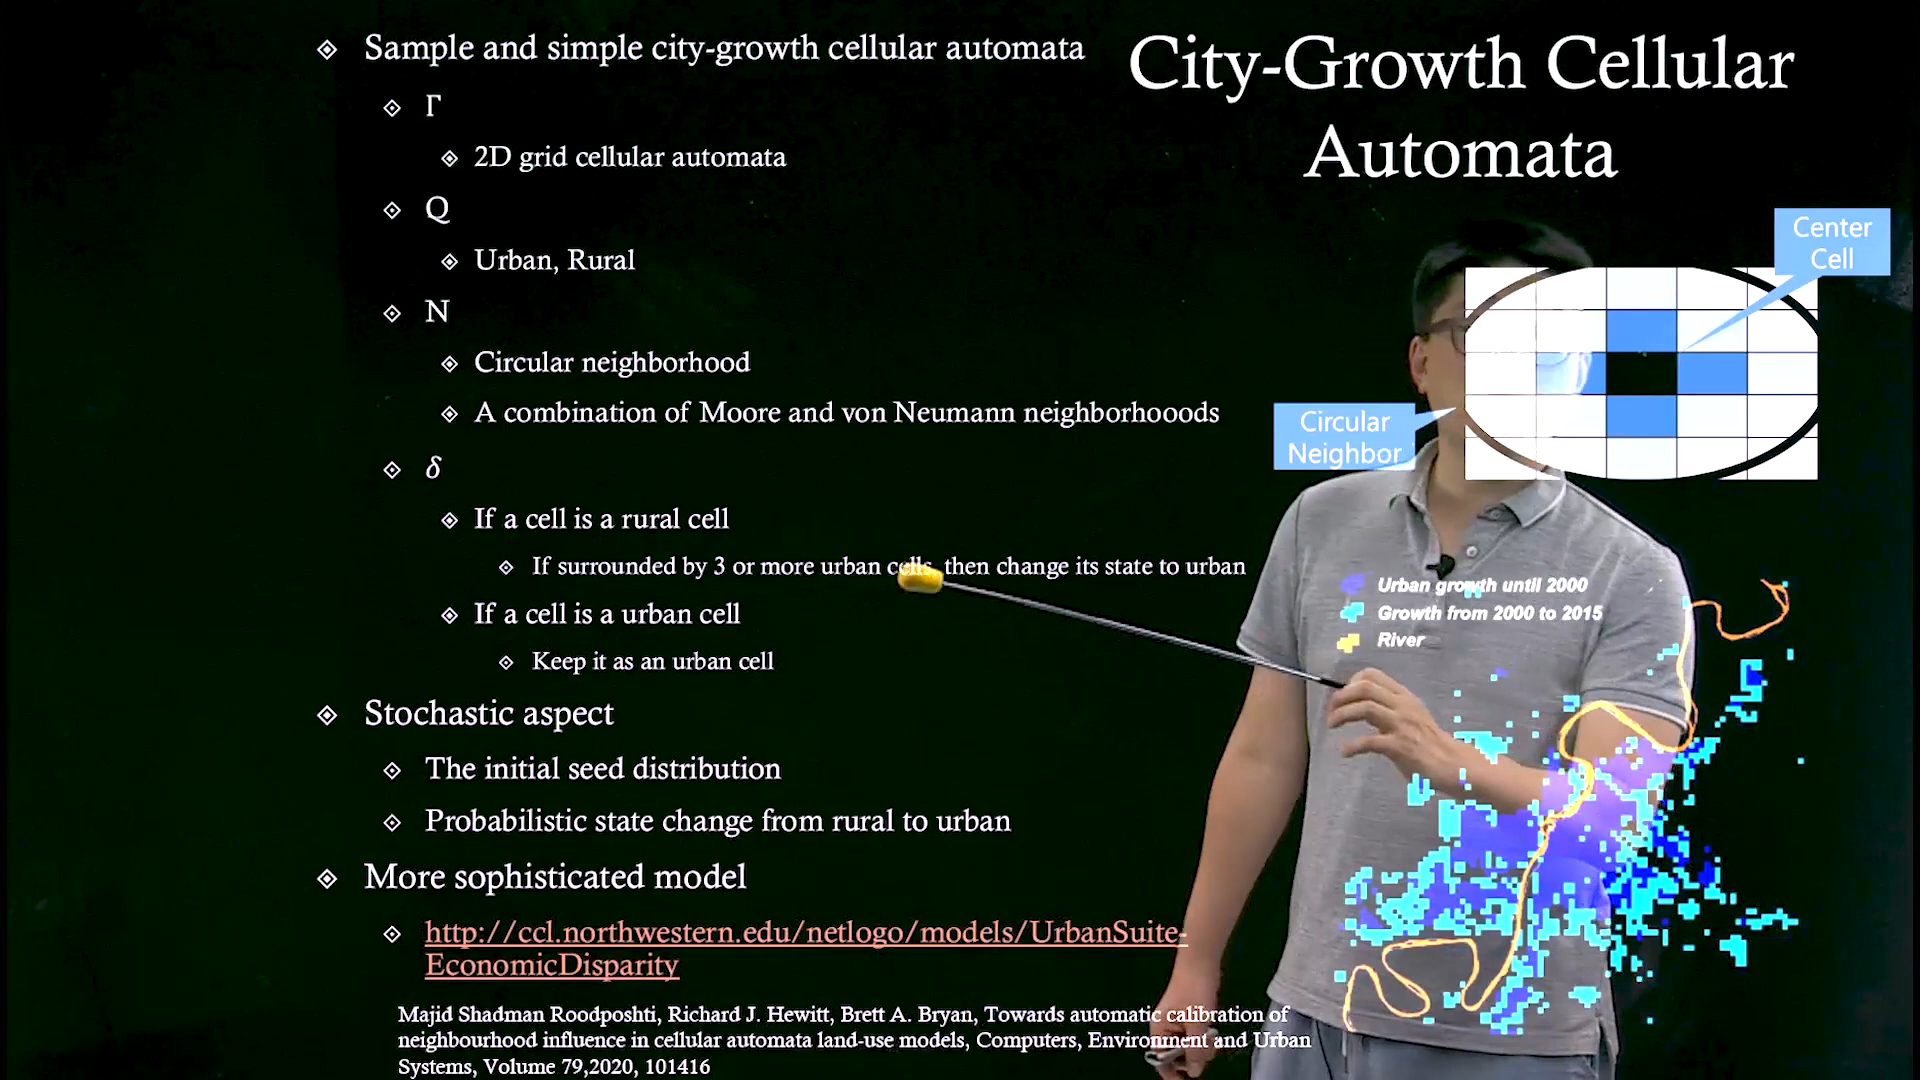 City-Growth Cellular
Automata
Sample and simple city-growth cellular automata
Γ
2D grid cellular automata
Q
Urban, Rural
N
Circular neighborhood
A combination of Moore and von Neumann neighborhooods
δ
If a cell is a rural cell
If surrounded by 3 or more urban cells, then change its state to urban
If a cell is a urban cell
Keep it as an urban cell
Stochastic aspect
The initial seed distribution
Probabilistic state change from rural to urban
More sophisticated model
http://ccl.northwestern.edu/netlogo/models/UrbanSuite-
EconomicDisparity
Majid Shadman Roodposhti, Richard J. Hewitt, Brett A. Bryan, Towards automatic calibration of
neighbourhood influence in cellular automata land-use models, Computers, Environment and Urban
Systems, Volume 79,2020, 101416
Center
Cell
Circular
Neighbor
Urban growth until 2000
Growth from 2000 to 2015
River